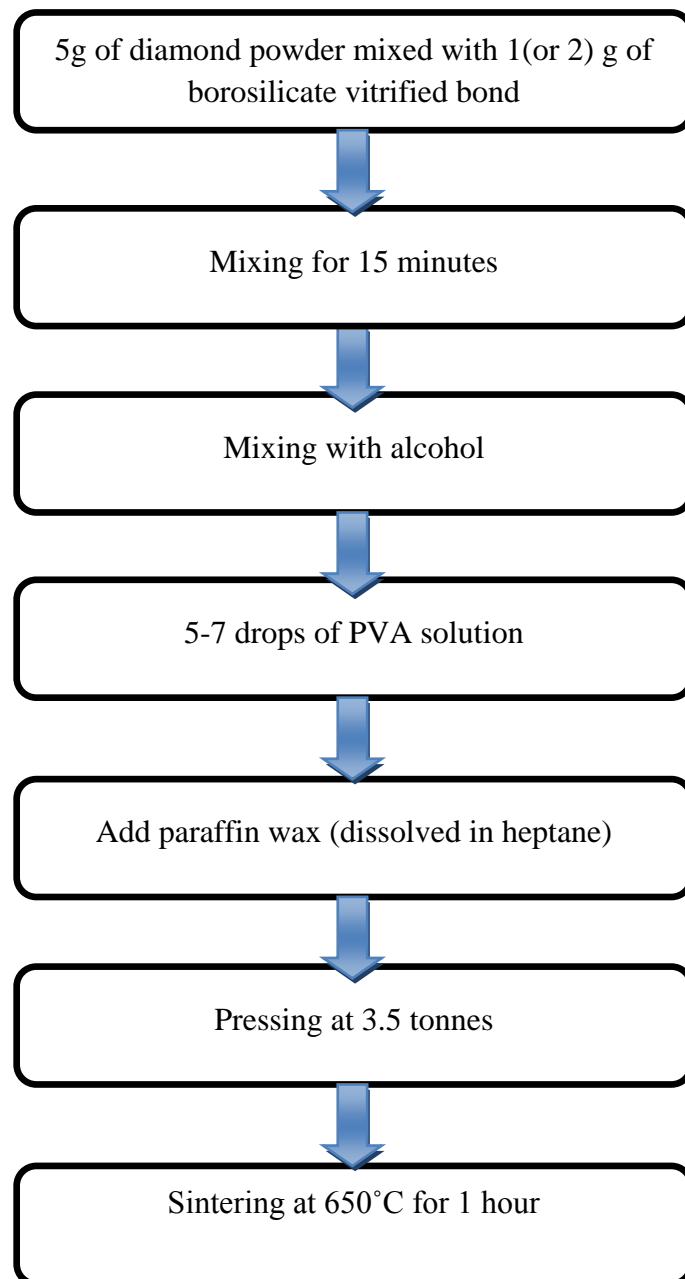 5g of diamond powder mixed with 1(or 2) g of
borosilicate vitrified bond
Mixing for 15 minutes
Mixing with alcohol
5-7 drops of PVA solution
Add paraffin wax (dissolved in heptane)
Pressing at 3.5 tonnes
Sintering at 650˚C for 1 hour